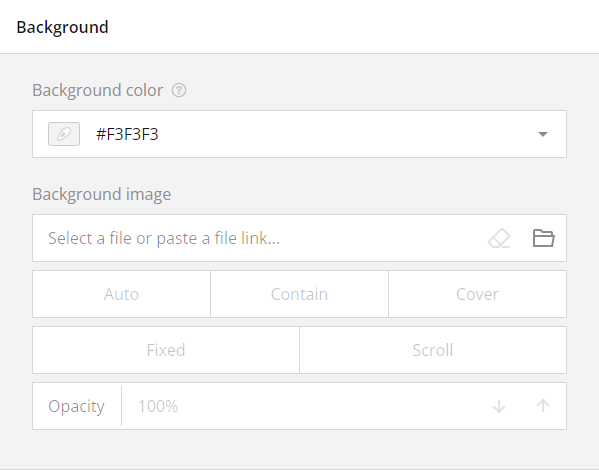 Background
Background color
#F3F3F3
Background image
Select a file or paste a file link...
Auto Contain Cover
Fixed Scroll
Opacity 100%